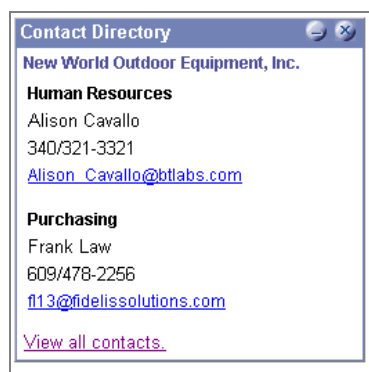 Contact Directory
New World Outdoor Equipment, Inc.
Human Resources
Alison Cavallo
340/321-3321
Alison_Cavallo@btlabs.com
Purchasing
Frank Law
609/478-2256
fl13@fidelissolutions.com
View all contacts.